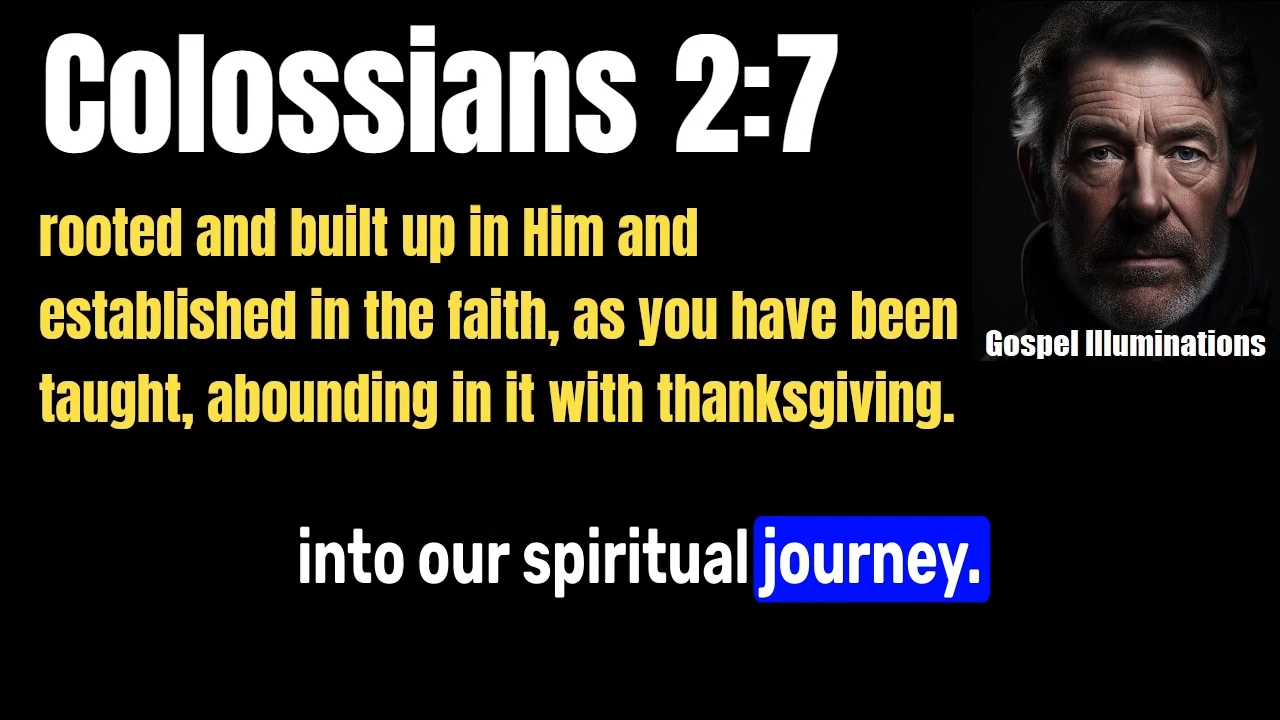 Colossians 2:7
rooted and built up in Him and
established in the faith, as you have been
taught, abounding in it with thanksgiving.
Gospel Illuminations
into our spiritual journey.